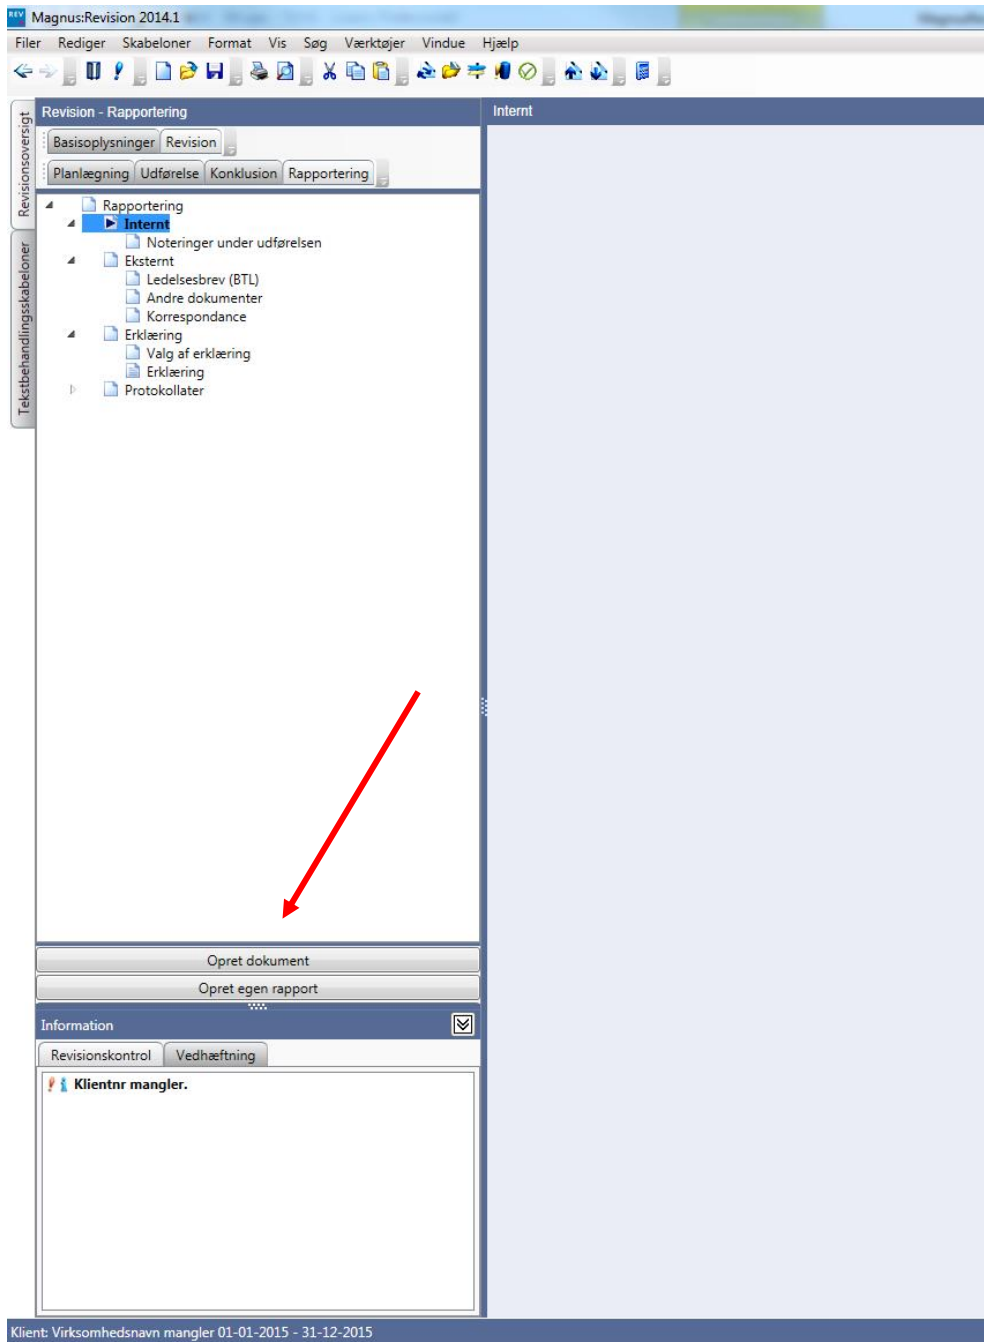 REV Magnus:Revision 2014.1
Filer Rediger Skabeloner Format Vis Søg Værktøjer Vindue Hjælp
Revisionsoversigt
Tekstbehandlingsskabeloner
Revision - Rapportering
Basisoplysninger Revision
Planlægning Udførelse Konklusion Rapportering
Rapportering
Internt
Noteringer under udførelsen
Eksternt
Ledelsesbrev (BTL)
Andre dokumenter
Korrespondance
Erklæring
Valg af erklæring
Erklæring
Protokollater
Opret dokument
Opret egen rapport
Information
Revisionskontrol Vedhæftning
Klientnr mangler.
Internt
Klient: Virksomhedsnavn mangler 01-01-2015 - 31-12-2015